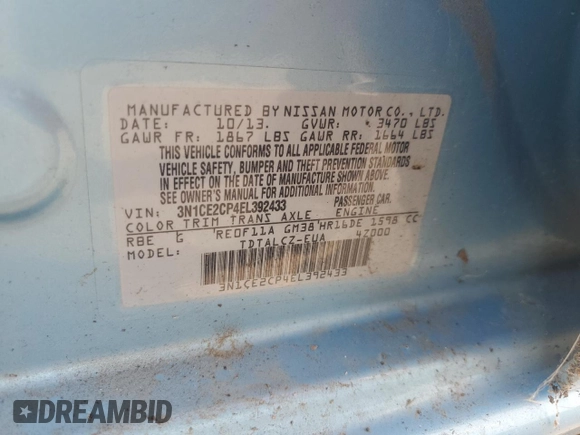 MANUFACTURED BY NISSAN MOTOR CO., LTD.
DATE: 10/13. GVWR: 3470 LBS
GAWR FR: 1867 LBS GAWR RR: 1664 LBS
THIS VEHICLE CONFORMS TO ALL APPLICABLE FEDERAL MOTOR
VEHICLE SAFETY, BUMPER AND THEFT PREVENTION STANDARDS
IN EFFECT ON THE DATE OF MANUFACTURE SHOWN ABOVE.
SEE OWNER'S MANUAL FOR ADDITIONAL INFORMATION.
VIN: 3N1CE2CP4EL392433 PASSENGER CAR.
COLOR TRIM TRANS AXLE ENGINE
RBE G RE0F11A GM38 HR16DE 1598 CC
MODEL: TDTALCZ-EUA 47000
3N1CE2CP4EL392433
DREAMBID